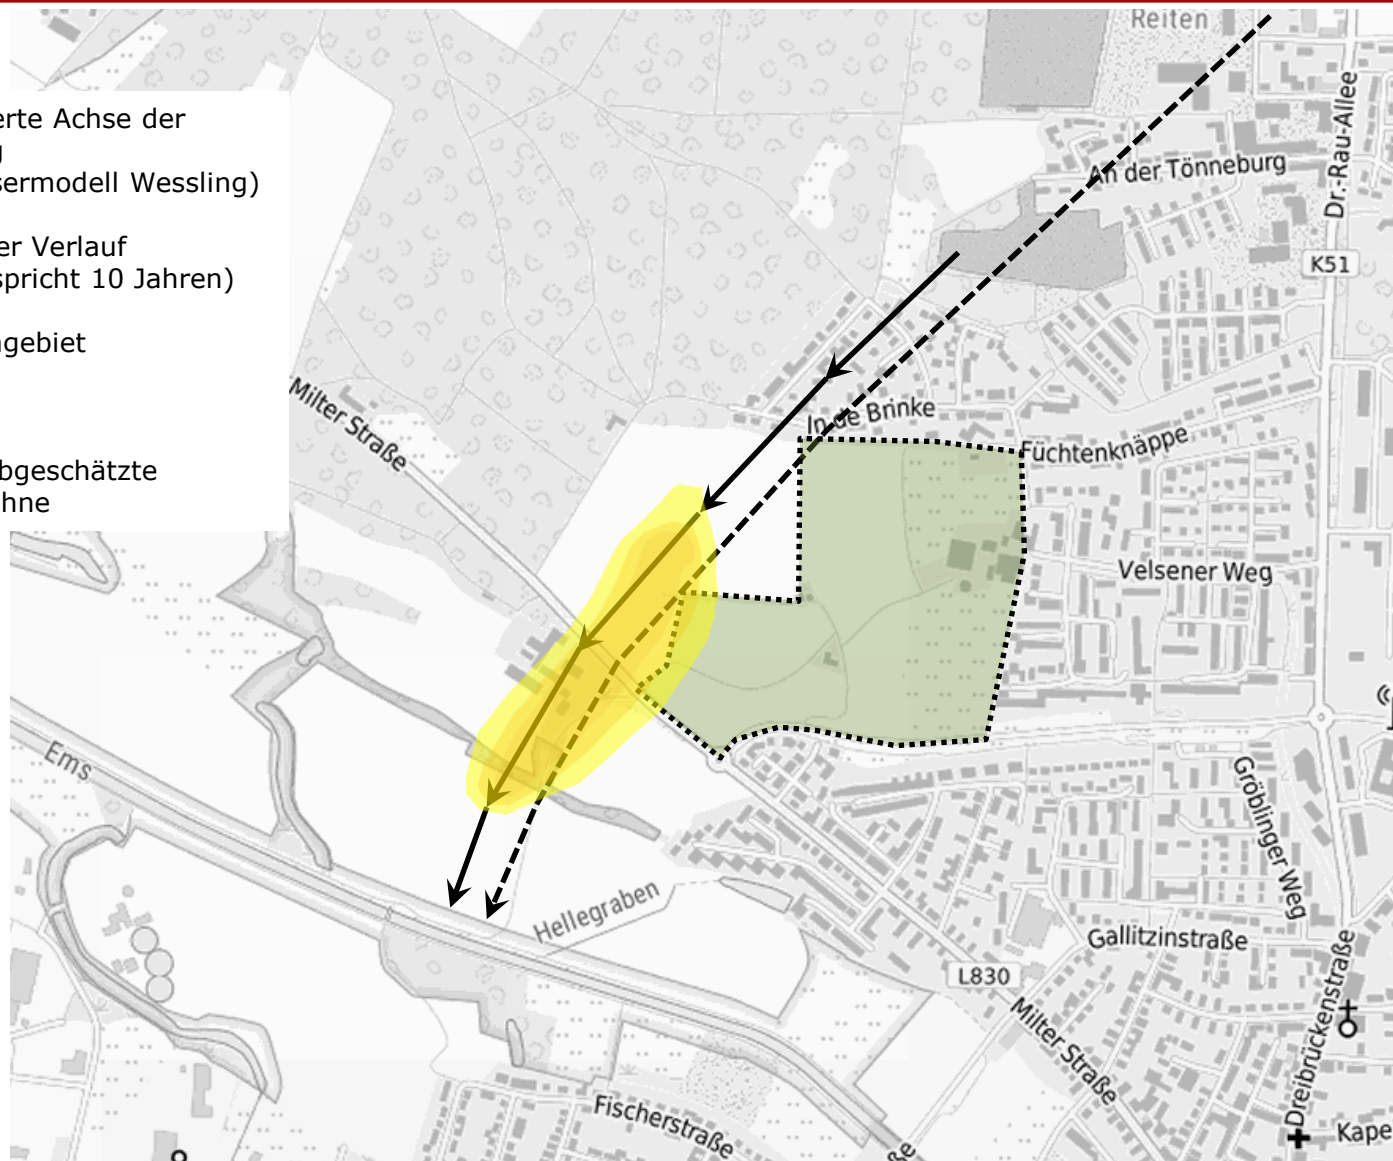 erte Achse der
g
sermodell Wessling)
er Verlauf
spricht 10 Jahren)
gebiet
bgeschätzte
hne
Reiten
An der Tönneburg
Dr.-Rau-Allee
K51
Milter Straße
In de Brinke
Füchtenknäppe
Velsener Weg
Ems
Gröblinger Weg
Hellegraben
Gallitzinstraße
L830
Milter Straße
Dreibrückenstraße
Fischerstraße
Kape
ße